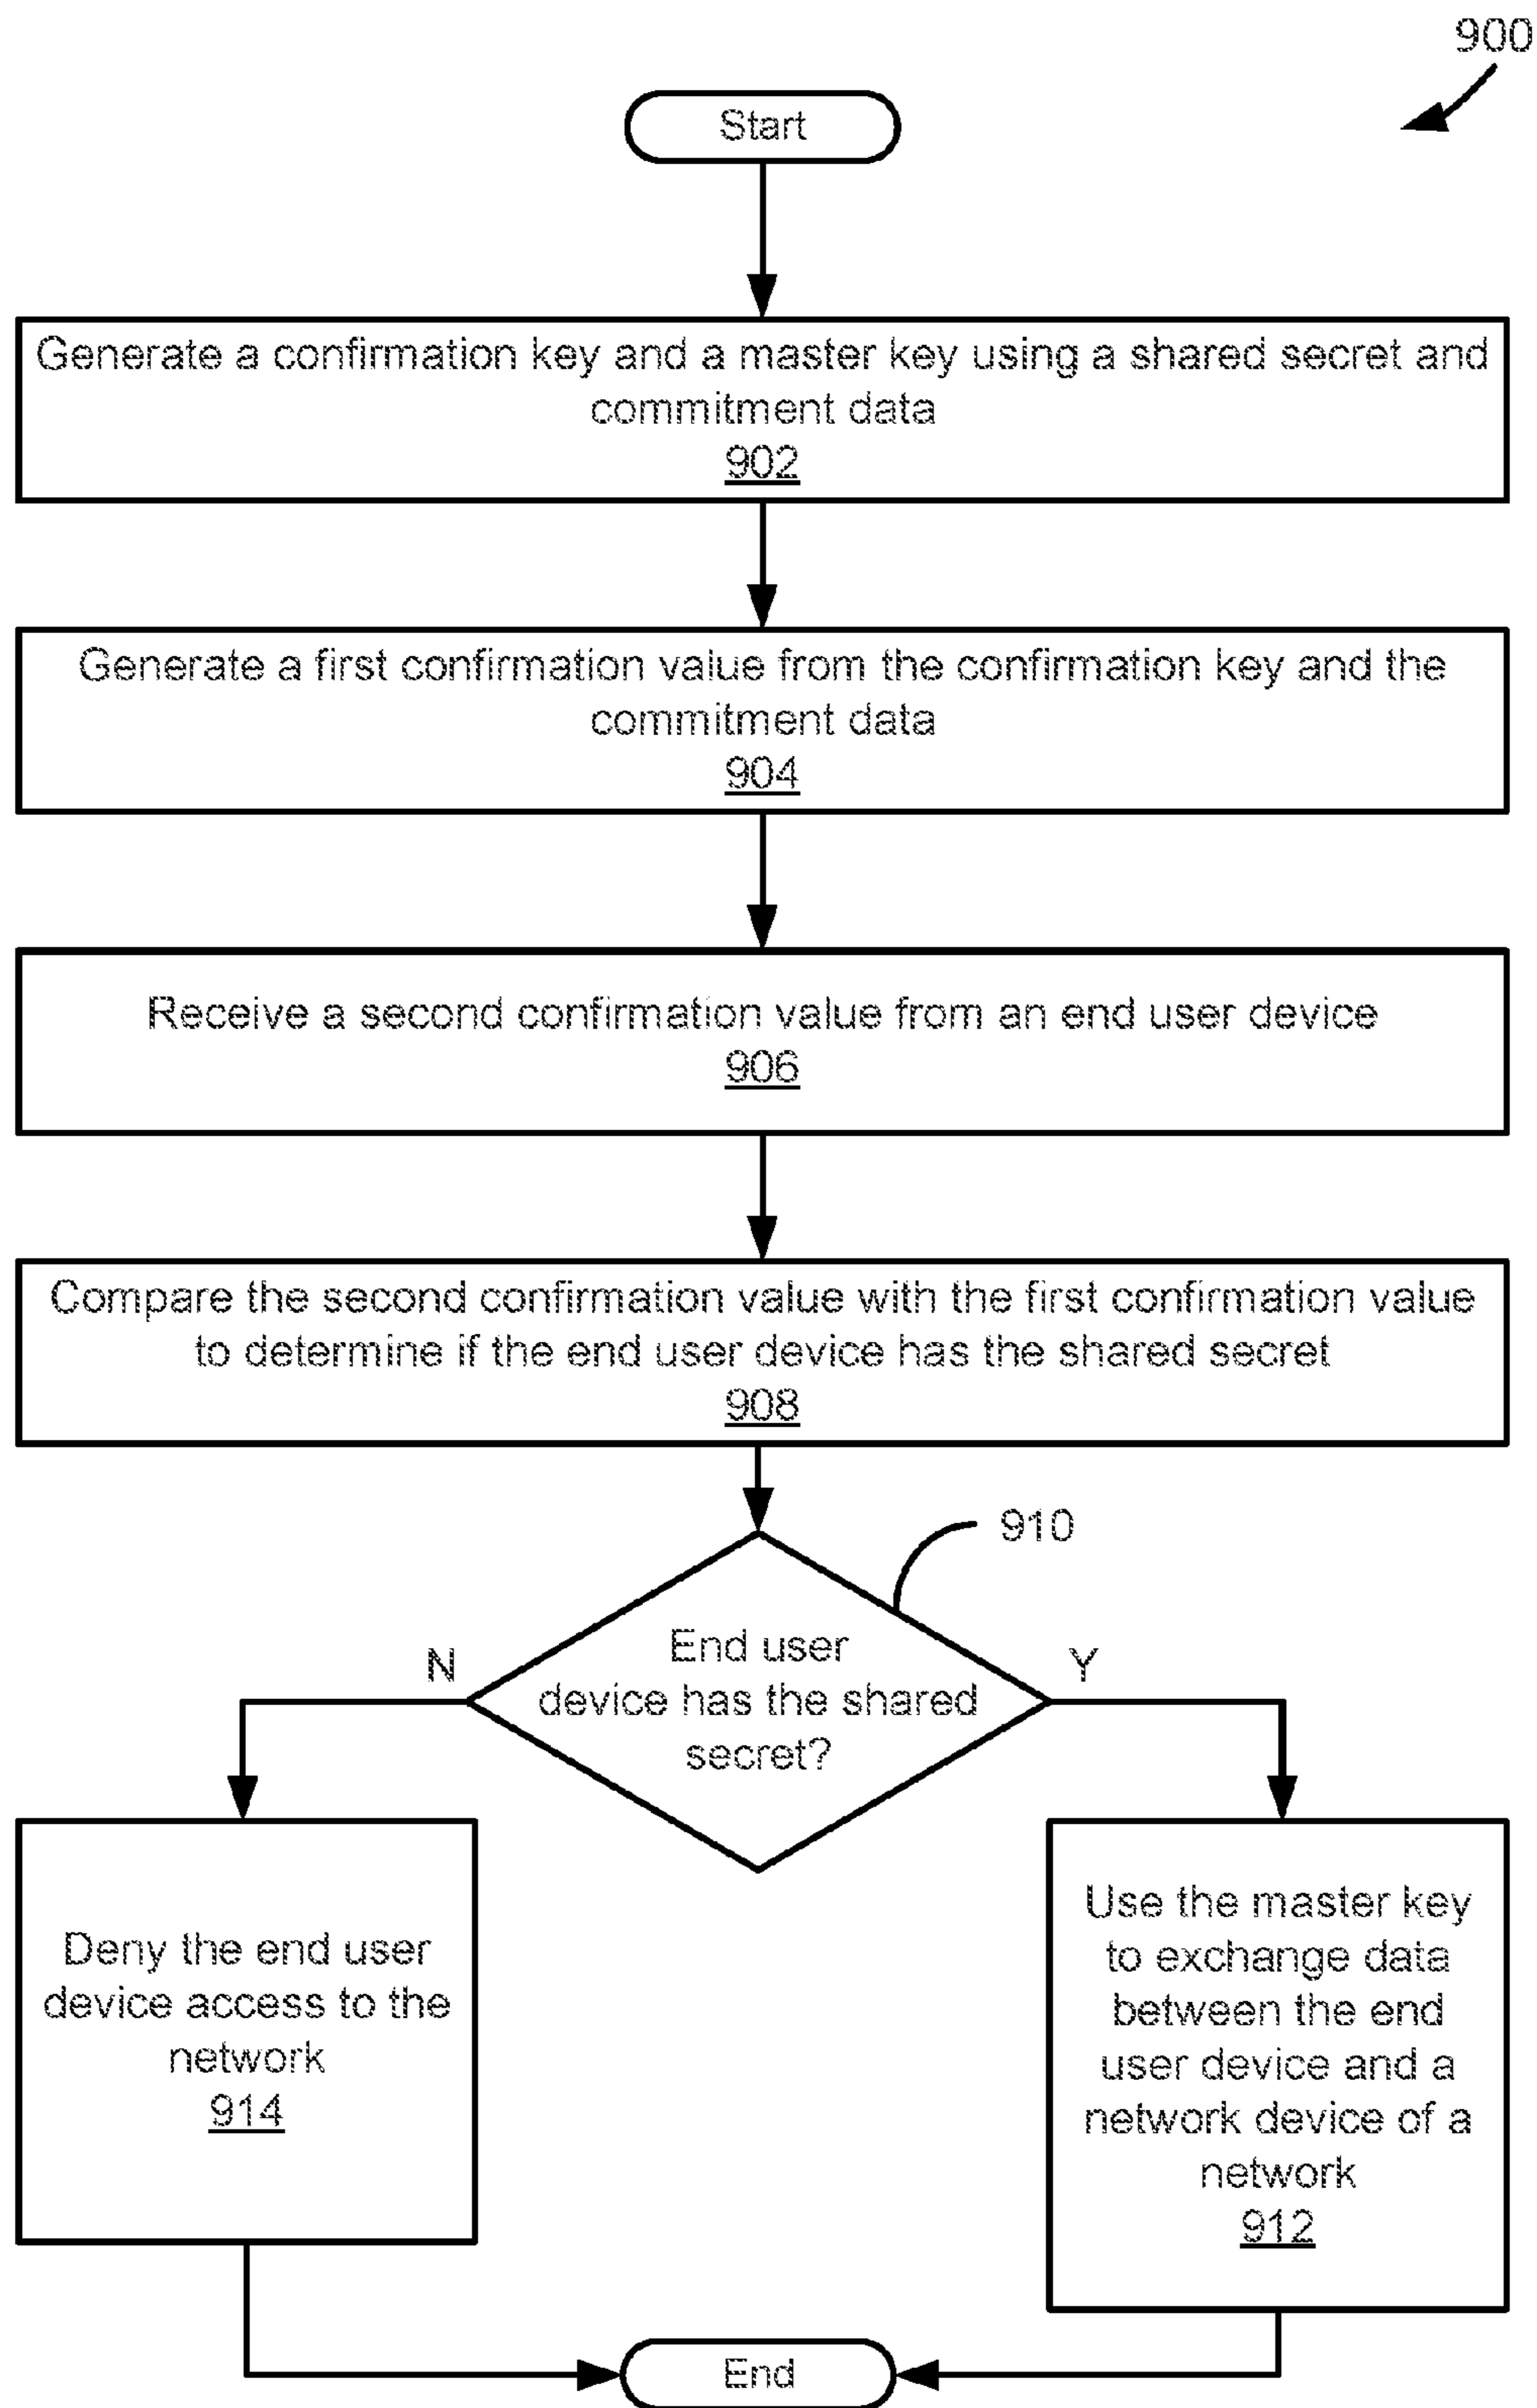 900
Start
Generate a confirmation key and a master key using a shared secret and
commitment data
902
Generate a first confirmation value from the confirmation key and the
commitment data
904
Receive a second confirmation value from an end user device
906
Compare the second confirmation value with the first confirmation value
to determine if the end user device has the shared secret
908
910
N
Y
End user
device has the shared
secret?
Deny the end user
device access to the
network
914
Use the master key
to exchange data
between the end
user device and a
network device of a
network
912
End